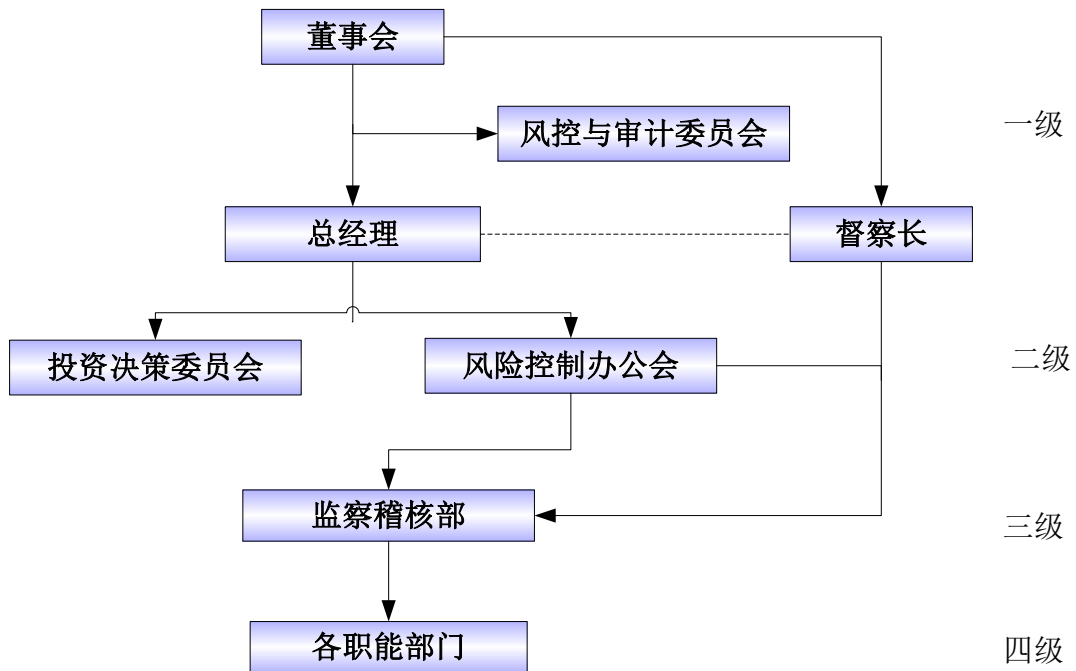 董事会
风控与审计委员会
一级
总经理
督察长
投资决策委员会
风险控制办公会
二级
监察稽核部
三级
各职能部门
四级